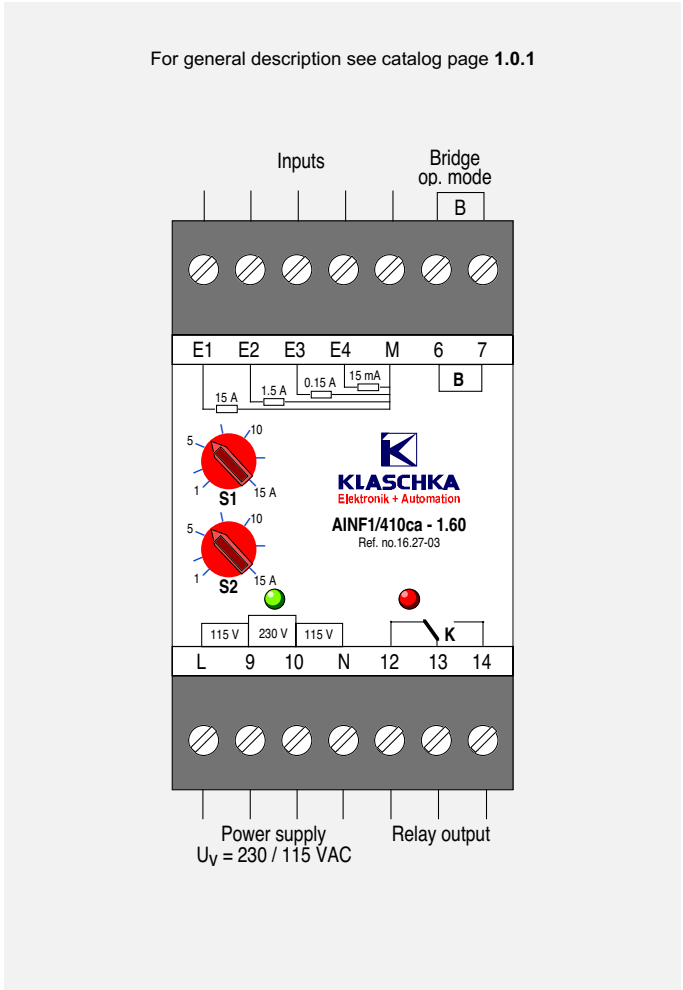 For general description see catalog page 1.0.1
Inputs
Bridge
op. mode
B
E1 E2 E3 E4 M 6 7
15 A
1.5 A
0.15 A
15 mA
B
1
5
10
15 A
S1
1
5
10
15 A
S2
K
KLASCHKA
Elektronik + Automation
AINF1/410ca - 1.60
Ref. no.16.27-03
115 V
230 V
115 V
K
L 9 10 N 12 13 14
Power supply
UV = 230 / 115 VAC
Relay output